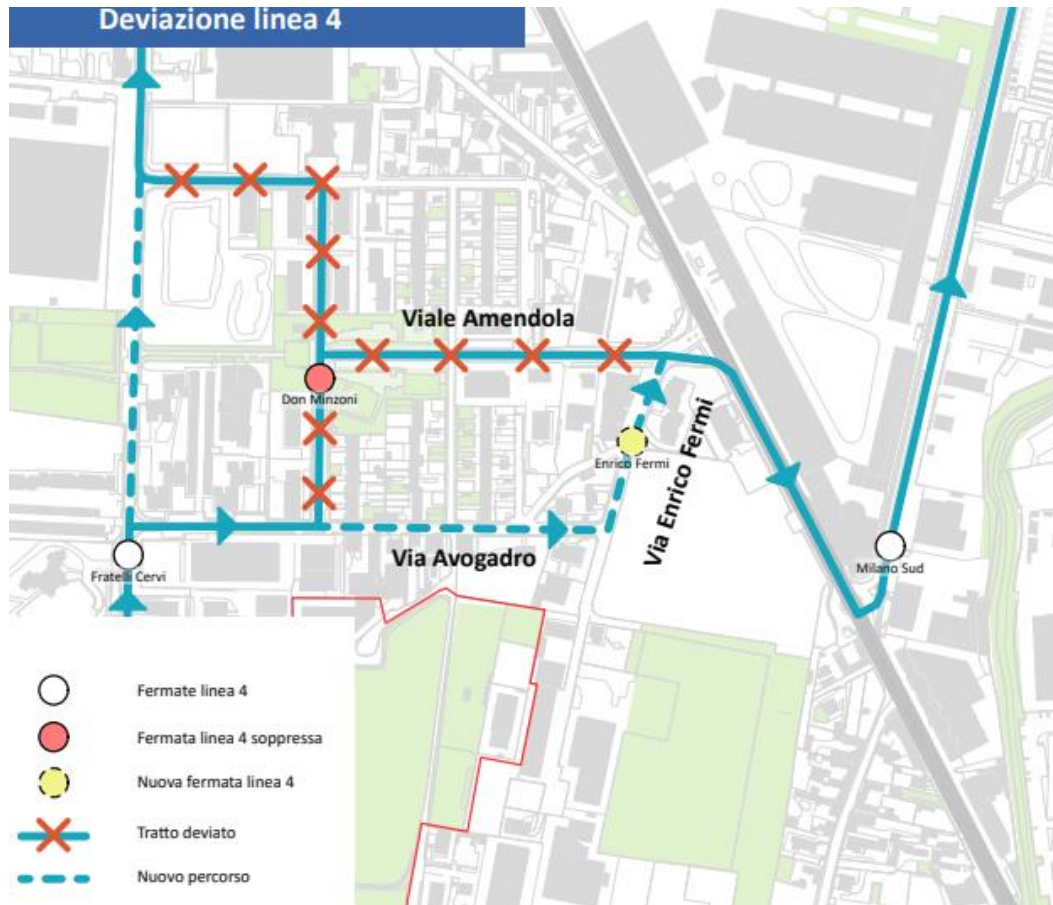 Deviazione linea 4
Viale Amendola
Don Minzoni
Enrico Fermi
Via Enrico Fermi
Via Avogadro
Fratelli Cervi
Milano Sud
Fermate linea 4
Fermata linea 4 soppressa
Nuova fermata linea 4
Tratto deviato
Nuovo percorso